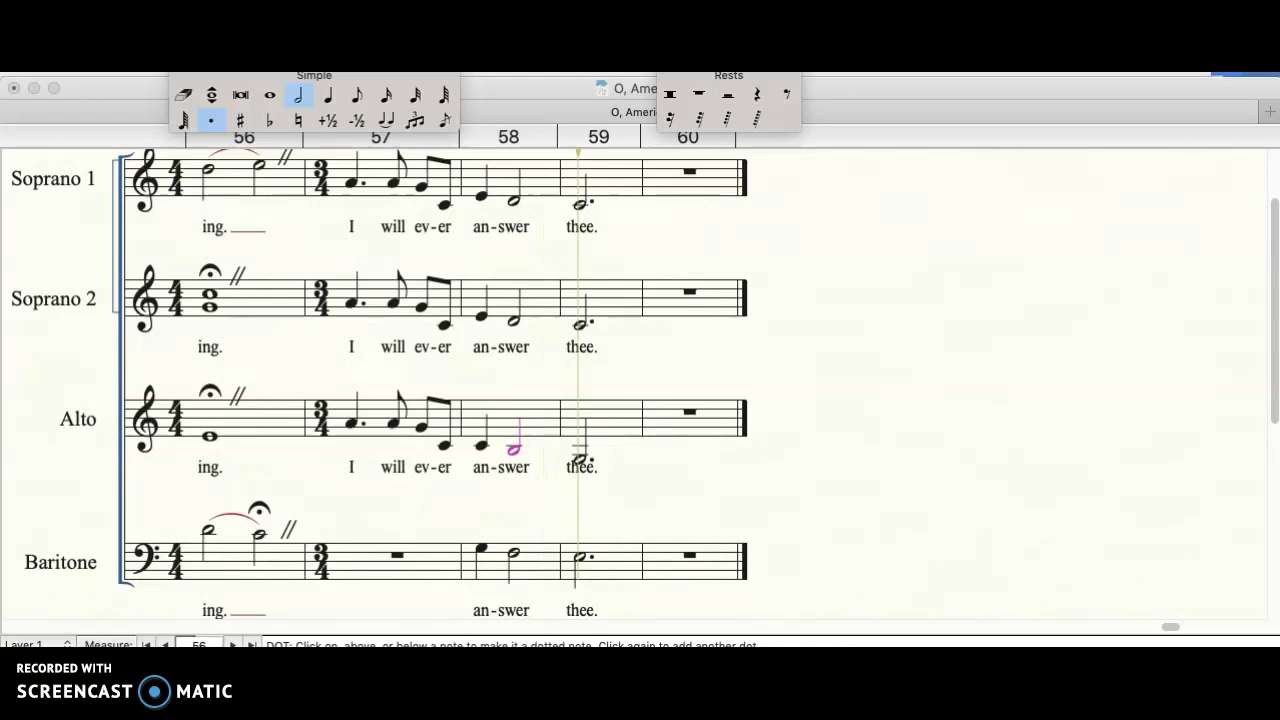 Simple
Rests
O, Ame
O, Ameri
56 57 58 59 60
Soprano 1
ing. I will ev-er an-swer thee.
Soprano 2
ing. I will ev-er an-swer thee.
Alto
ing. I will ev-er an-swer thee.
Baritone
ing. an-swer thee.
Layer 1 Measure: 56 DOT: Click on, above, or below a note to make it a dotted note. Click again to add another dot.
RECORDED WITH
SCREENCAST MATIC